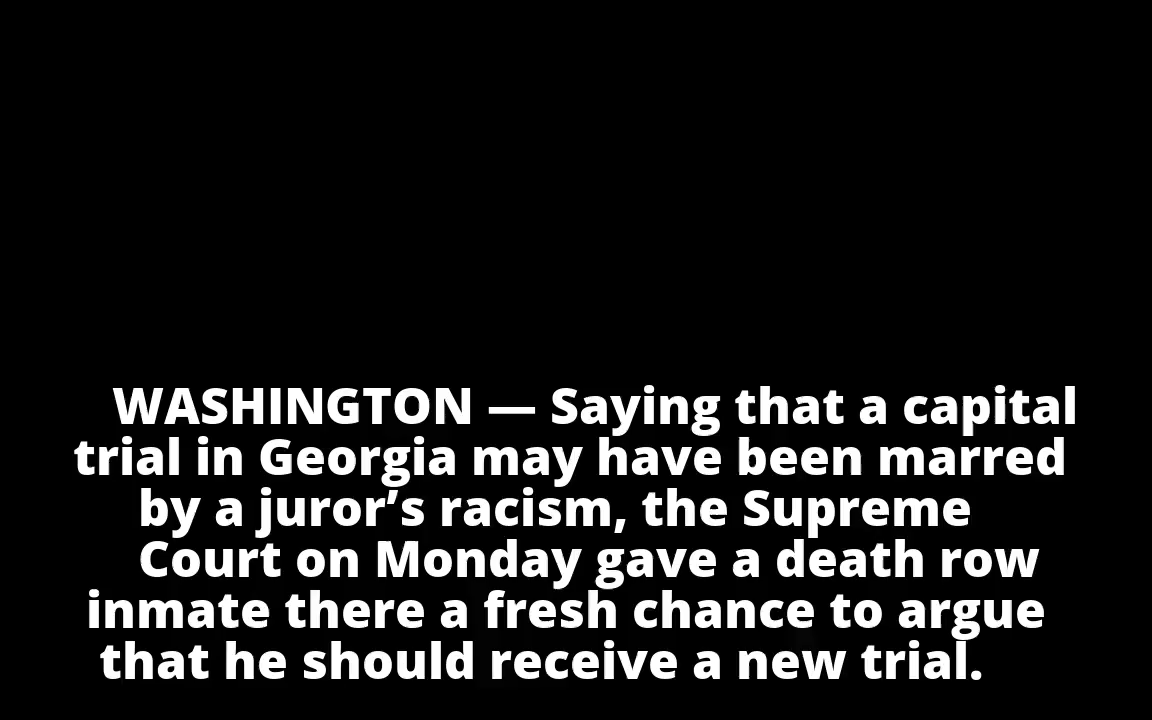 WASHINGTON — Saying that a capital
trial in Georgia may have been marred
by a juror’s racism, the Supreme
Court on Monday gave a death row
inmate there a fresh chance to argue
that he should receive a new trial.